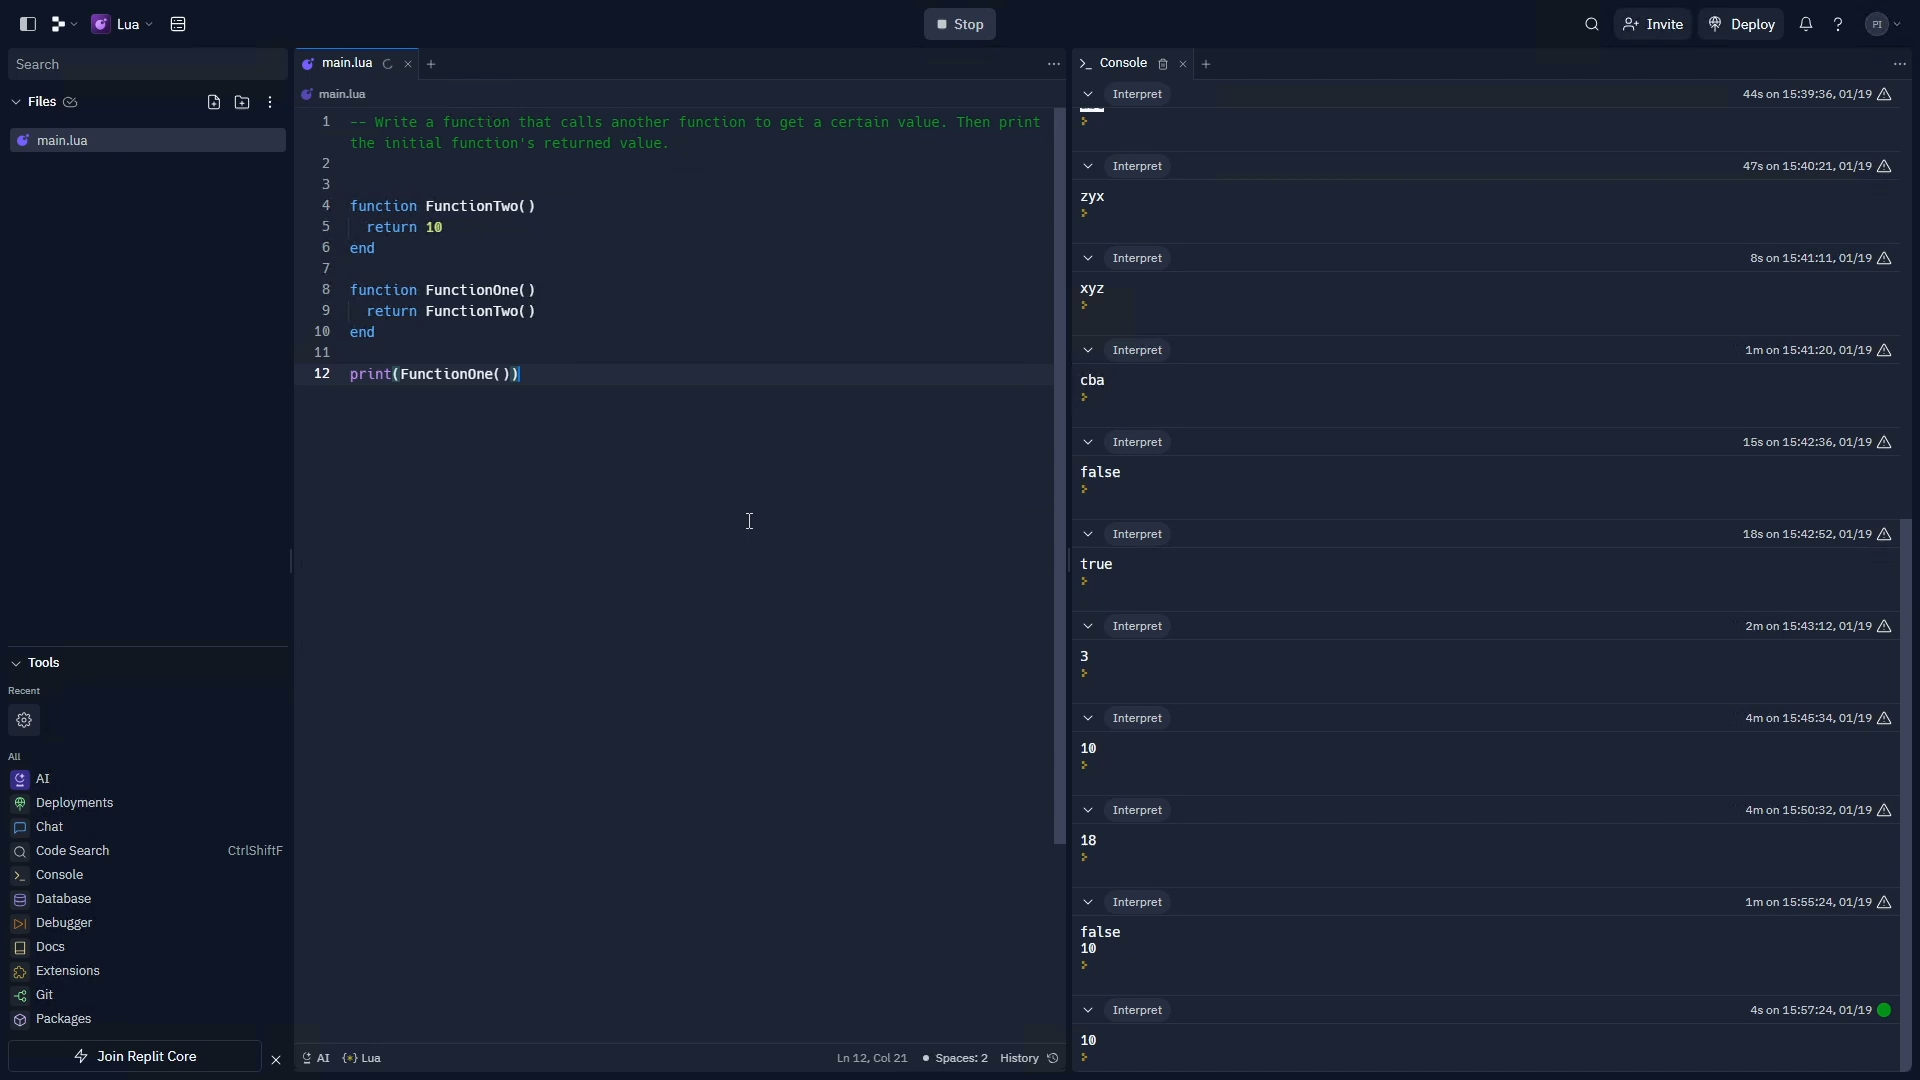 Lua
Stop
Invite
Deploy
PI
Search
Files
main.lua
Tools
Recent
All
AI
Deployments
Chat
Code Search CtrlShiftF
Console
Database
Debugger
Docs
Extensions
Git
Packages
Join Replit Core
main.lua
main.lua
1 -- Write a function that calls another function to get a certain value. Then print
the initial function's returned value.
2
3
4 function FunctionTwo()
5 return 10
6 end
7
8 function FunctionOne()
9 return FunctionTwo()
10 end
11
12 print(FunctionOne())
AI {*} Lua Ln 12, Col 21 Spaces: 2 History
Console
Interpret 44s on 15:39:36, 01/19
Interpret 47s on 15:40:21, 01/19
zyx
Interpret 8s on 15:41:11, 01/19
xyz
Interpret 1m on 15:41:20, 01/19
cba
Interpret 15s on 15:42:36, 01/19
false
Interpret 18s on 15:42:52, 01/19
true
Interpret 2m on 15:43:12, 01/19
3
Interpret 4m on 15:45:34, 01/19
10
Interpret 4m on 15:50:32, 01/19
18
Interpret 1m on 15:55:24, 01/19
false
10
Interpret 4s on 15:57:24, 01/19
10